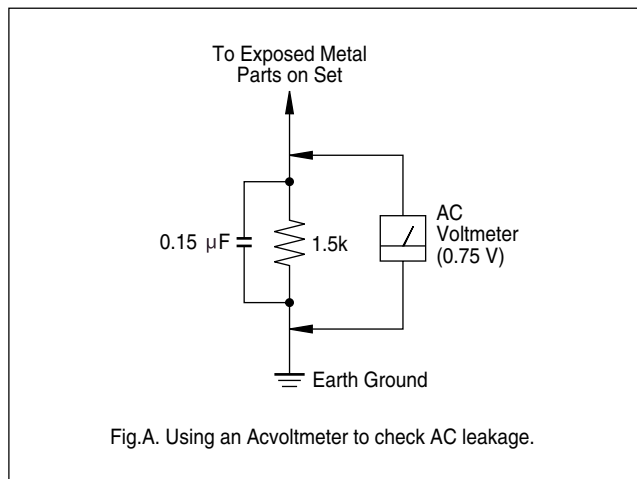 To Exposed Metal
Parts on Set
0.15 μF
1.5k
AC
Voltmeter
(0.75 V)
Earth Ground
Fig.A. Using an Acvoltmeter to check AC leakage.